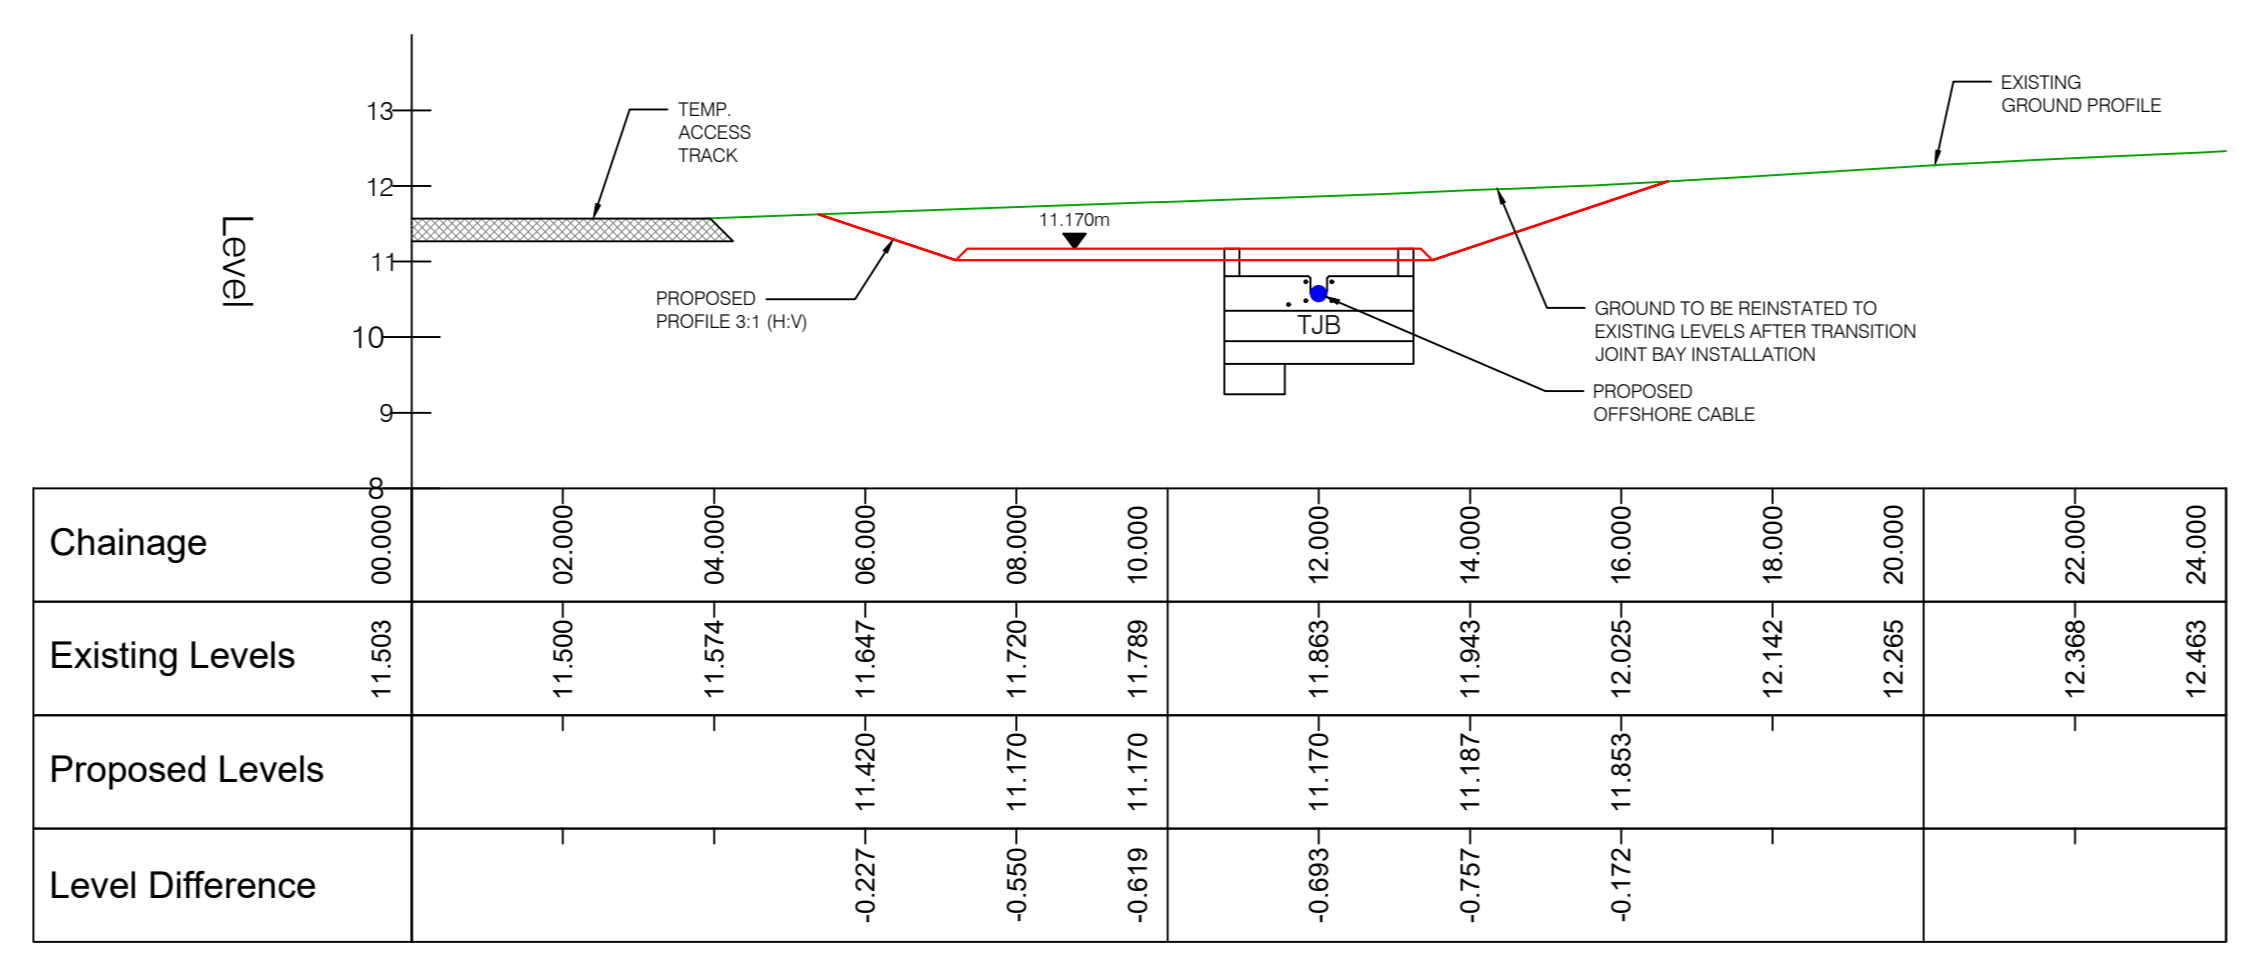 13
12
11
10
9
8
Level
TEMP.
ACCESS
TRACK
EXISTING
GROUND PROFILE
11.170m
PROPOSED
PROFILE 3:1 (H:V)
TJB
GROUND TO BE REINSTATED TO
EXISTING LEVELS AFTER TRANSITION
JOINT BAY INSTALLATION
PROPOSED
OFFSHORE CABLE
Chainage 00.000 02.000 04.000 06.000 08.000 10.000 12.000 14.000 16.000 18.000 20.000 22.000 24.000
Existing Levels 11.503 11.500 11.574 11.647 11.720 11.789 11.863 11.943 12.025 12.142 12.265 12.368 12.463
Proposed Levels 11.420 11.170 11.170 11.170 11.187 11.853
Level Difference -0.227 -0.550 -0.619 -0.693 -0.757 -0.172